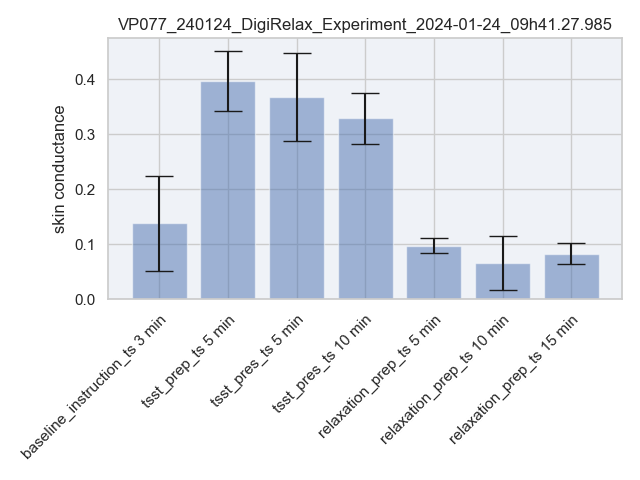 VP077_240124_DigiRelax_Experiment_2024-01-24_09h41.27.985
skin conductance
0.4
0.3
0.2
0.1
0.0
baseline_instruction_ts 3 min
tsst_prep_ts 5 min
tsst_pres_ts 5 min
tsst_pres_ts 10 min
relaxation_prep_ts 5 min
relaxation_prep_ts 10 min
relaxation_prep_ts 15 min